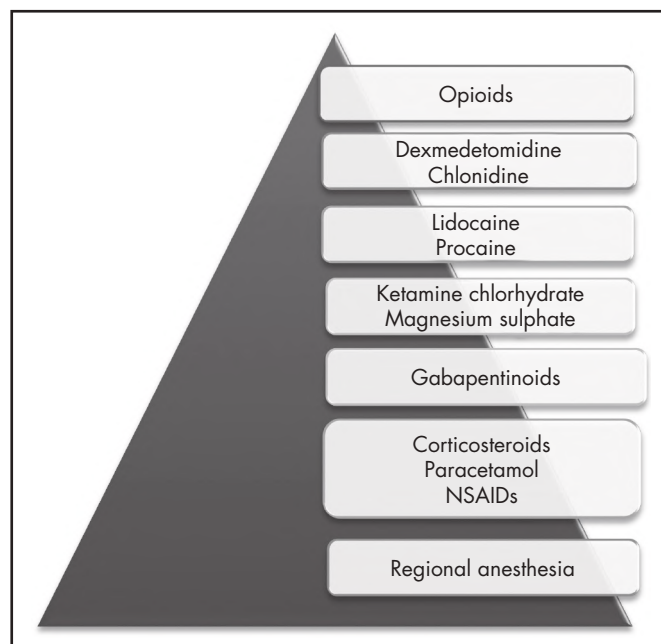 Opioids
Dexmedetomidine
Chlonidine
Lidocaine
Procaine
Ketamine chlorhydrate
Magnesium sulphate
Gabapentinoids
Corticosteroids
Paracetamol
NSAIDs
Regional anesthesia